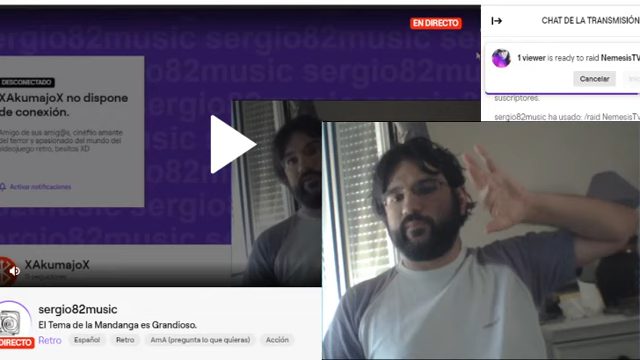 EN DIRECTO
CHAT DE LA TRANSMISIÓN
sergio82music
DESCONECTADO
XAkumajoX no dispone
de conexión.
Amigo de sus amig@s, cinéfilo amante
del terror y apasionado del mundo del
videojuego retro, besitos XD
Activar notificaciones
1 viewer is ready to raid NemesisTV
Cancelar
suscriptores.
sergio82music ha usado: /raid NemesisTV
XAkumajoX
sergio82music
El Tema de la Mandanga es Grandioso.
DIRECTO
Retro
Español
Retro
AmA (pregunta lo que quieras)
Acción